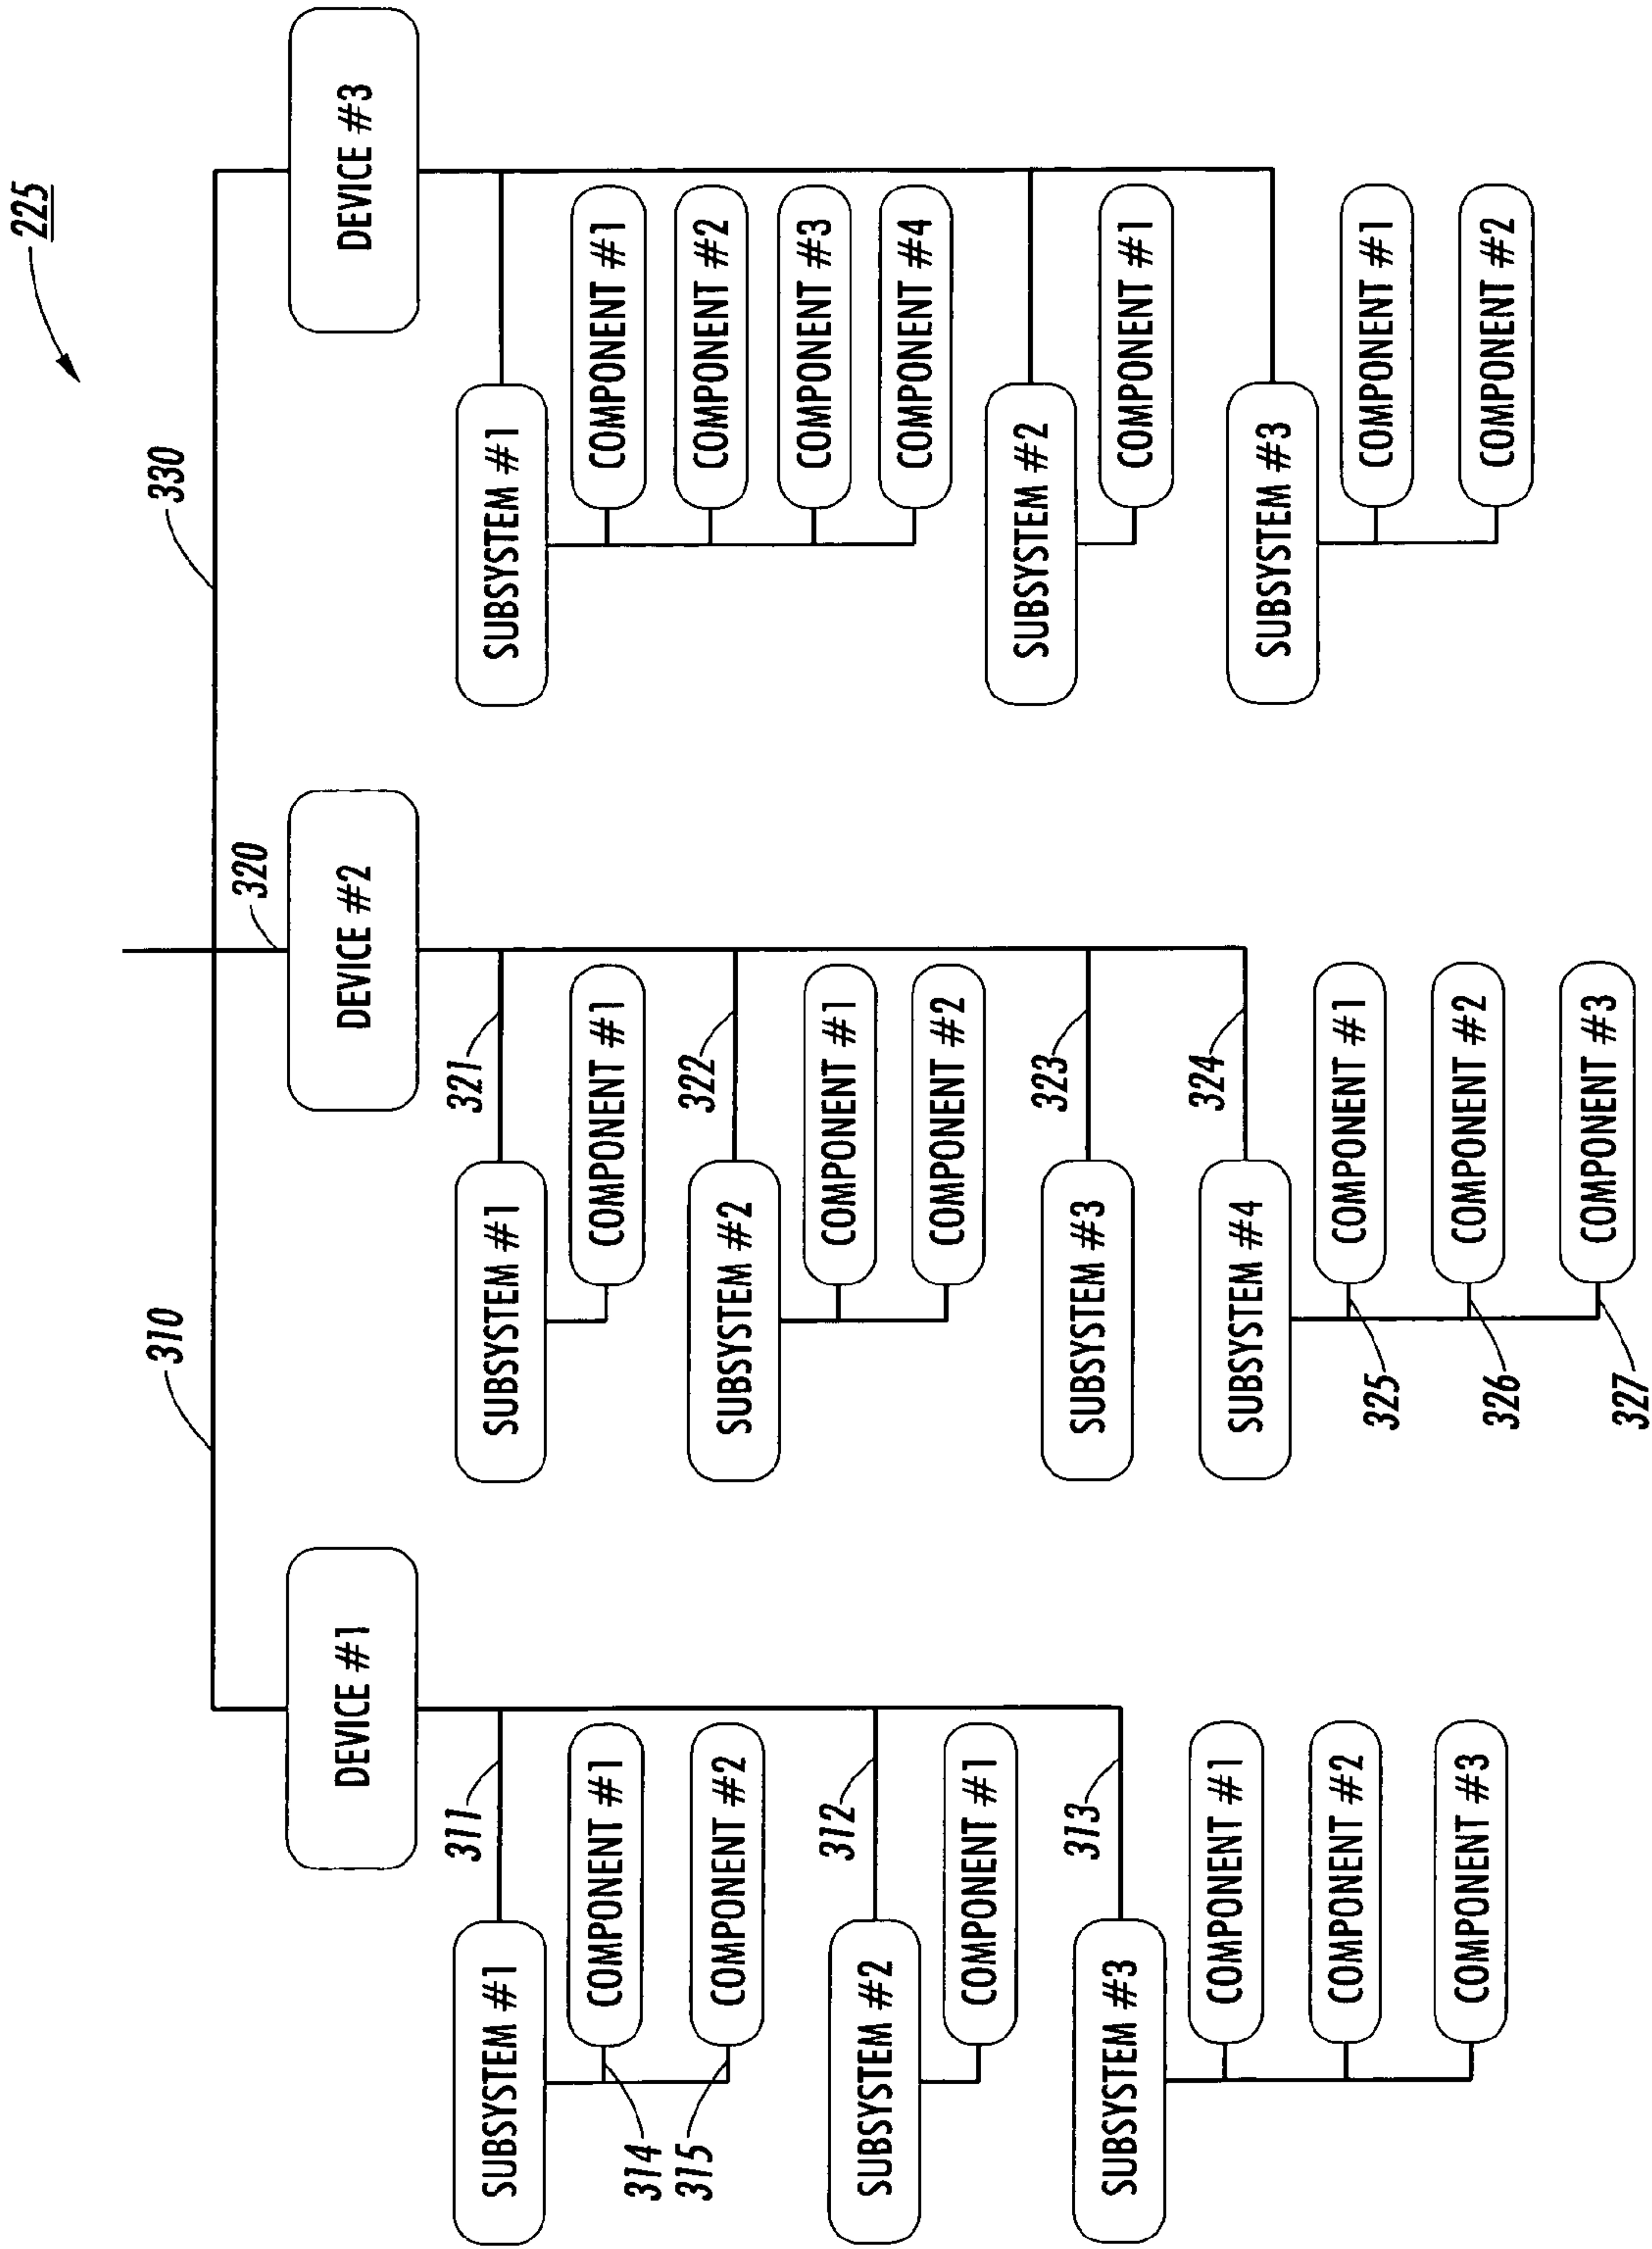 225
310
320
330
DEVICE #1
DEVICE #2
DEVICE #3
311
SUBSYSTEM #1
COMPONENT #1
COMPONENT #2
314
315
312
SUBSYSTEM #2
COMPONENT #1
313
SUBSYSTEM #3
COMPONENT #1
COMPONENT #2
COMPONENT #3
321
SUBSYSTEM #1
COMPONENT #1
322
SUBSYSTEM #2
COMPONENT #1
COMPONENT #2
323
SUBSYSTEM #3
324
SUBSYSTEM #4
COMPONENT #1
COMPONENT #2
COMPONENT #3
325
326
327
SUBSYSTEM #1
COMPONENT #1
COMPONENT #2
COMPONENT #3
COMPONENT #4
SUBSYSTEM #2
COMPONENT #1
SUBSYSTEM #3
COMPONENT #1
COMPONENT #2